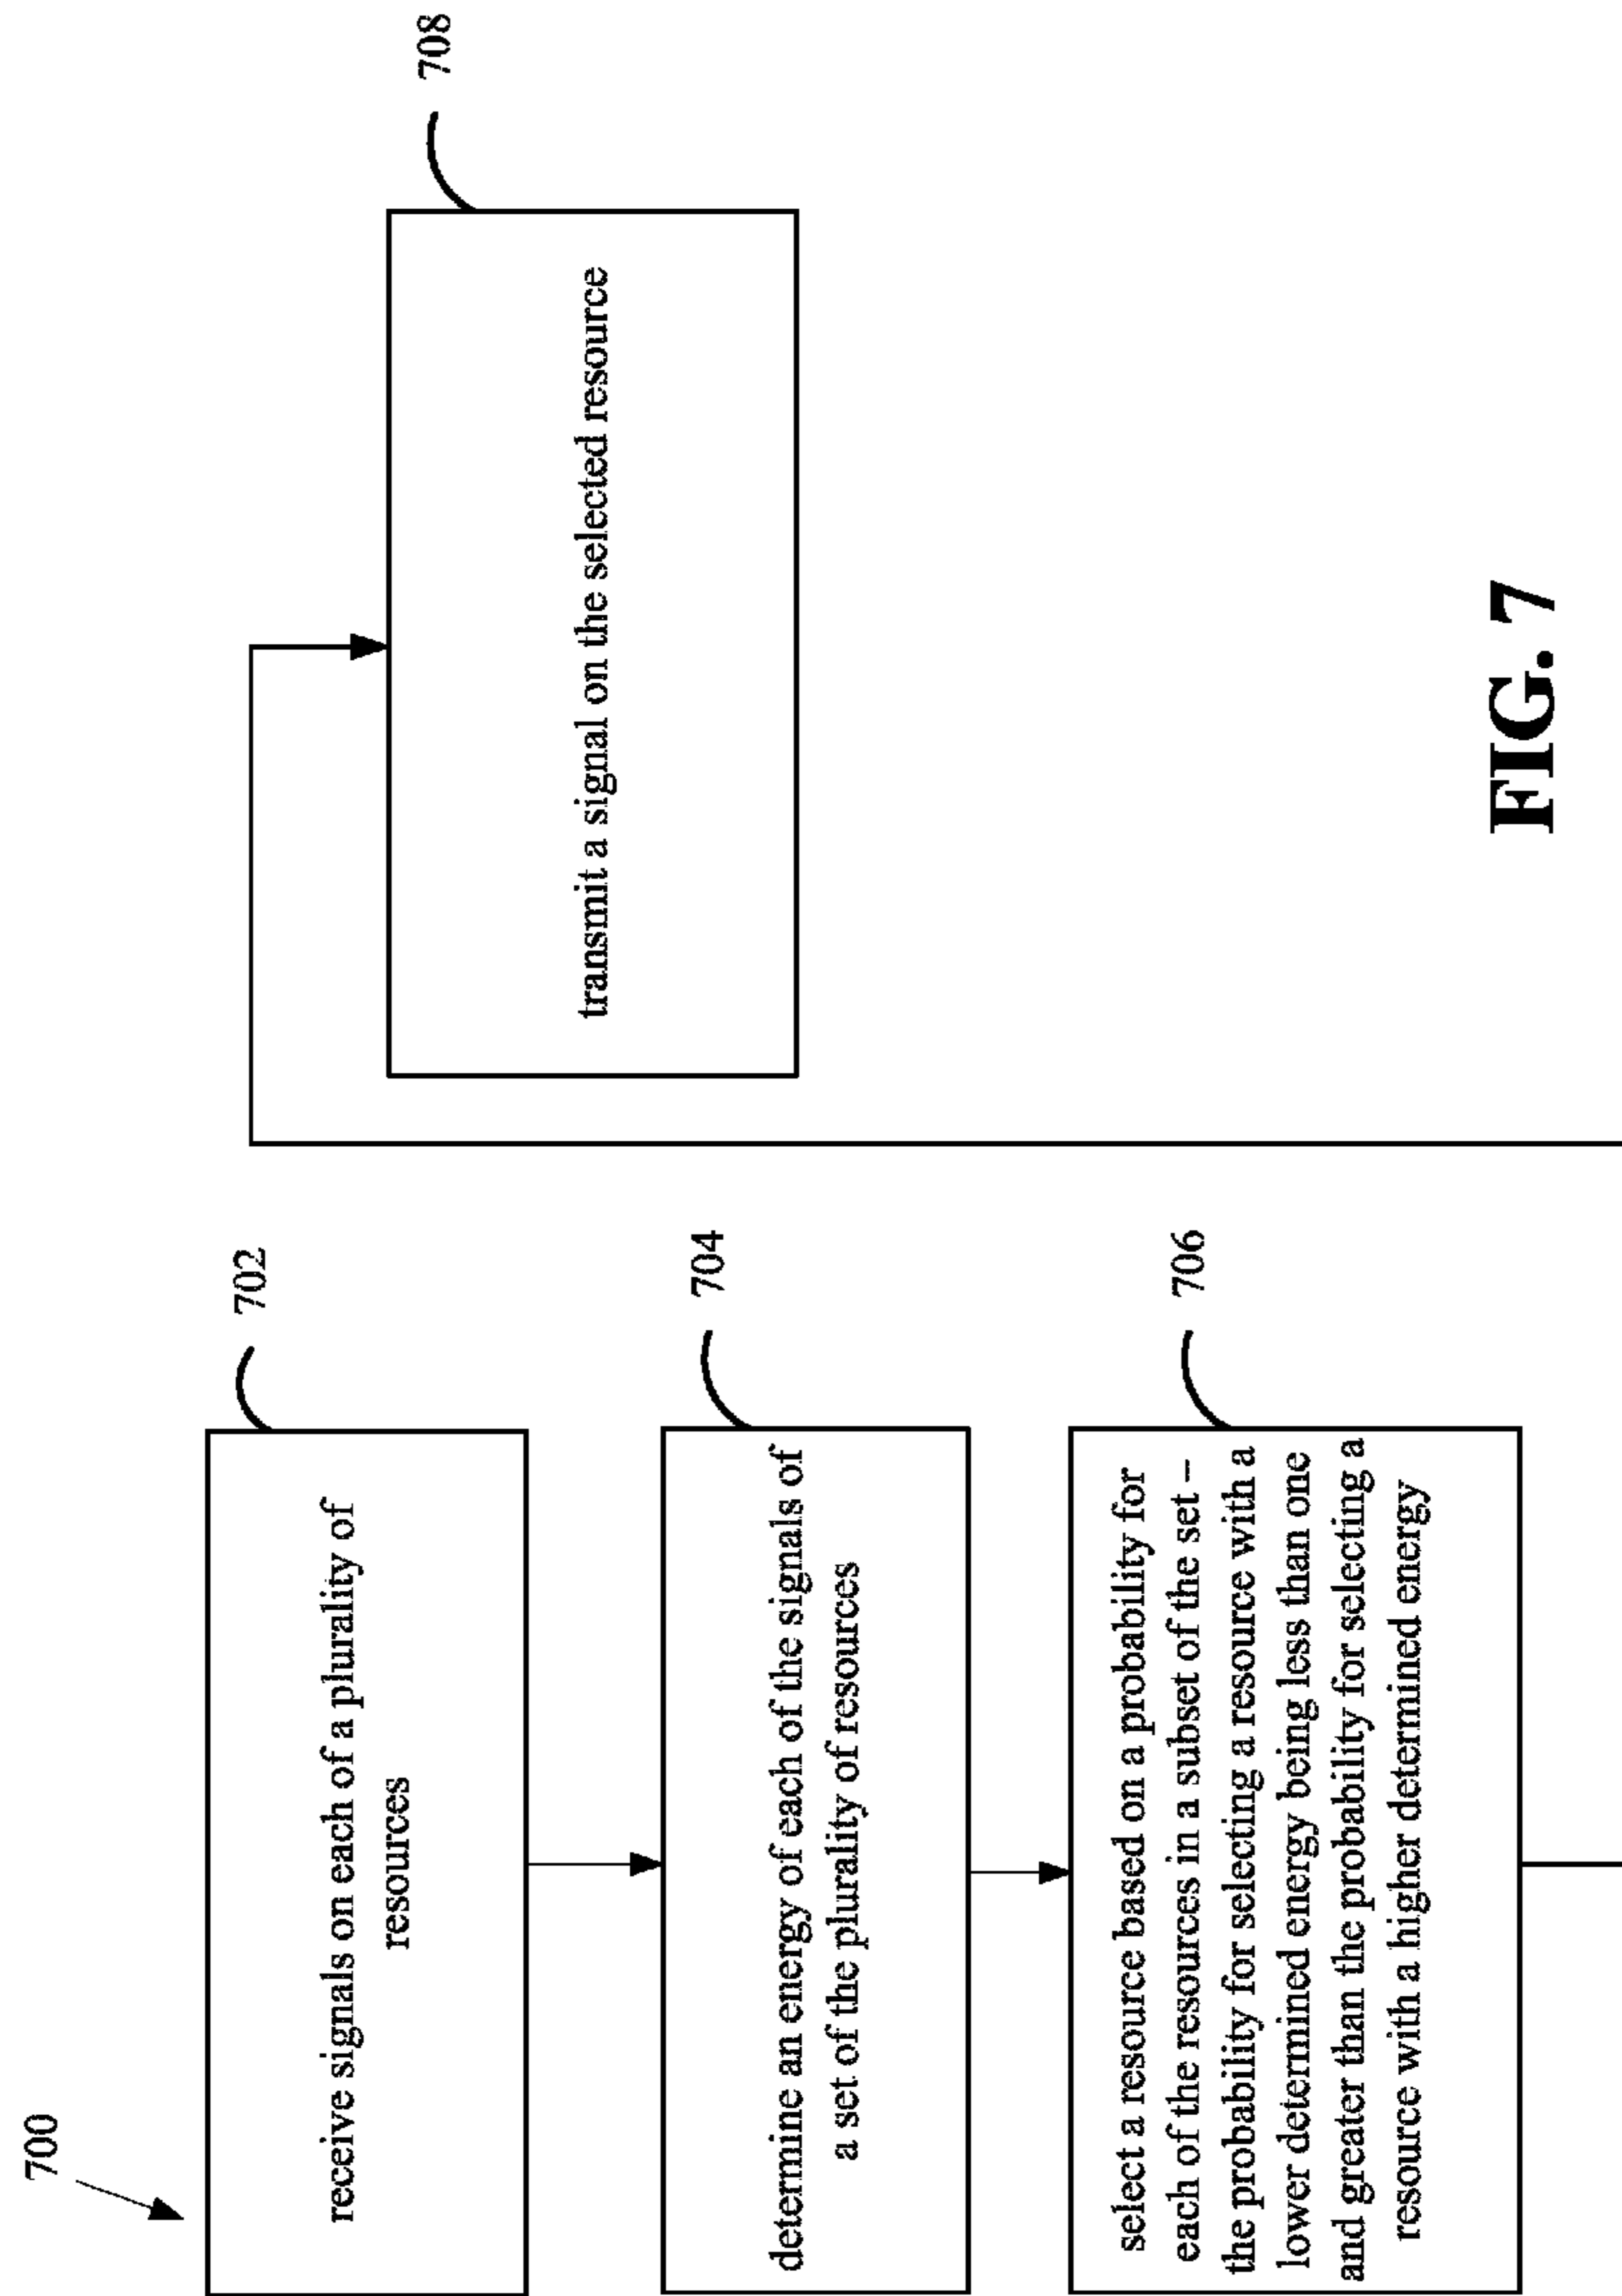 700
702
receive signals on each of a plurality of
resources
704
determine an energy of each of the signals of
a set of the plurality of resources
706
select a resource based on a probability for
each of the resources in a subset of the set –
the probability for selecting a resource with a
lower determined energy being less than one
and greater than the probability for selecting a
resource with a higher determined energy
708
transmit a signal on the selected resource
FIG. 7